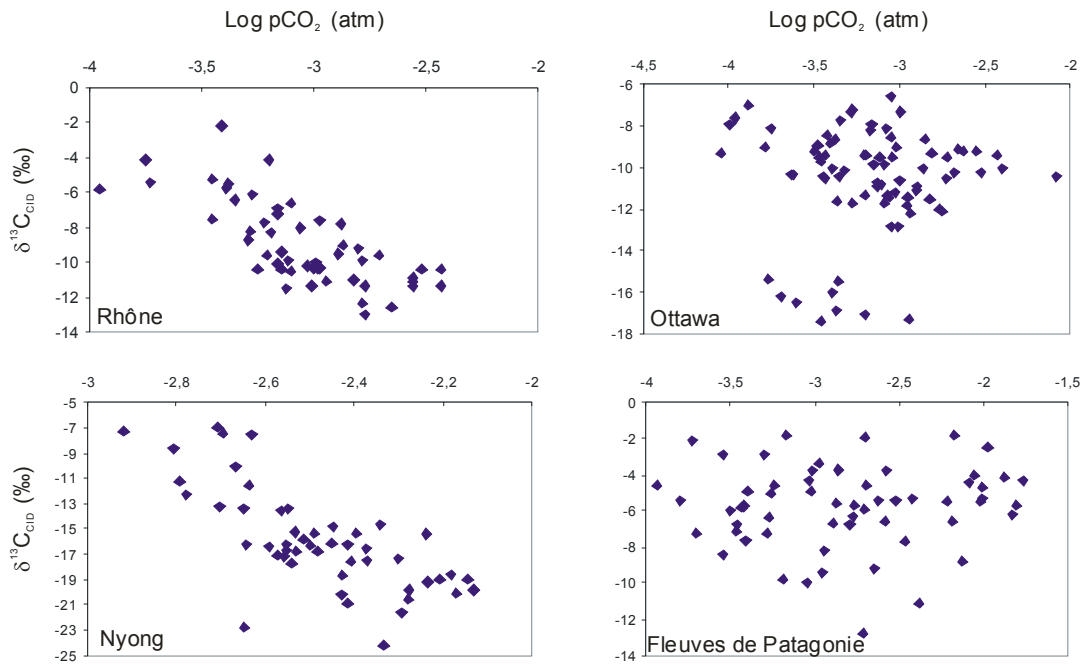 Log pCO₂ (atm)
Log pCO₂ (atm)
-4 -3,5 -3 -2,5 -2
-4,5 -4 -3,5 -3 -2,5 -2
0
-2
-4
-6
-8
-10
-12
-14
δ¹³C_CID (‰)
Rhône
-6
-8
-10
-12
-14
-16
-18
Ottawa
-3 -2,8 -2,6 -2,4 -2,2 -2
-4 -3,5 -3 -2,5 -2 -1,5
-5
-7
-9
-11
-13
-15
-17
-19
-21
-23
-25
δ¹³C_CID (‰)
Nyong
0
-2
-4
-6
-8
-10
-12
-14
Fleuves de Patagonie